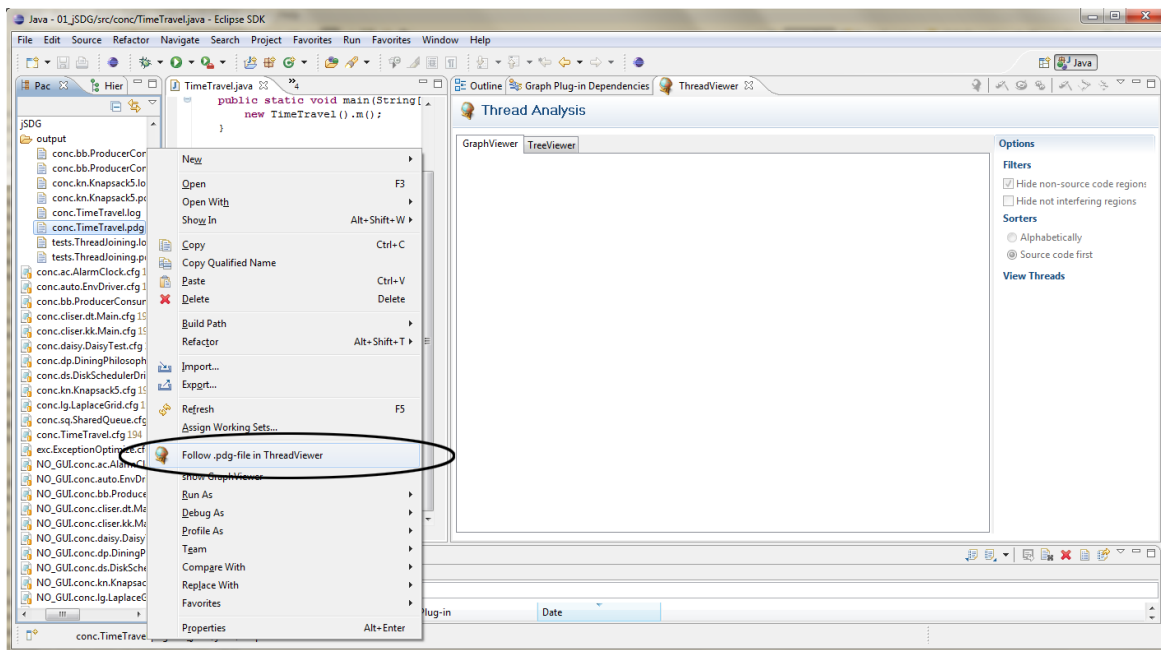 Java - 01_jSDG/src/conc/TimeTravel.java - Eclipse SDK
File Edit Source Refactor Navigate Search Project Favorites Run Favorites Window Help
Java
Pac Hier
TimeTravel.java 4
Outline Graph Plug-in Dependencies ThreadViewer
public static void main(String[
new TimeTravel().m();
}
jSDG
output
conc.bb.ProducerCor
conc.bb.ProducerCor
conc.kn.Knapsack5.lo
conc.kn.Knapsack5.pc
conc.TimeTravel.log
conc.TimeTravel.pdg
tests.ThreadJoining.lo
tests.ThreadJoining.p
conc.ac.AlarmClock.cfg 1
conc.auto.EnvDriver.cfg 1
conc.bb.ProducerConsur
conc.cliser.dt.Main.cfg 19
conc.cliser.kk.Main.cfg 19
conc.daisy.DaisyTest.cfg
conc.dp.DiningPhilosoph
conc.ds.DiskSchedulerDri
conc.kn.Knapsack5.cfg 19
conc.lg.LaplaceGrid.cfg 1
conc.sq.SharedQueue.cfg
conc.TimeTravel.cfg 194
exc.ExceptionOptimize.cf
NO_GUI.conc.ac.AlarmCl
NO_GUI.conc.auto.EnvDr
NO_GUI.conc.bb.Produce
NO_GUI.conc.cliser.dt.Ma
NO_GUI.conc.cliser.kk.Ma
NO_GUI.conc.daisy.Daisy
NO_GUI.conc.dp.DiningP
NO_GUI.conc.ds.DiskSche
NO_GUI.conc.kn.Knapsac
NO_GUI.conc.lg.LaplaceG
New
Open F3
Open With
Show In Alt+Shift+W
Copy Ctrl+C
Copy Qualified Name
Paste Ctrl+V
Delete Delete
Build Path
Refactor Alt+Shift+T
Import...
Export...
Refresh F5
Assign Working Sets...
Follow .pdg-file in ThreadViewer
show GraphViewer
Run As
Debug As
Profile As
Team
Compare With
Replace With
Favorites
Properties Alt+Enter
Thread Analysis
GraphViewer TreeViewer
Options
Filters
Hide non-source code regions
Hide not interfering regions
Sorters
Alphabetically
Source code first
View Threads
Plug-in Date
conc.TimeTrave